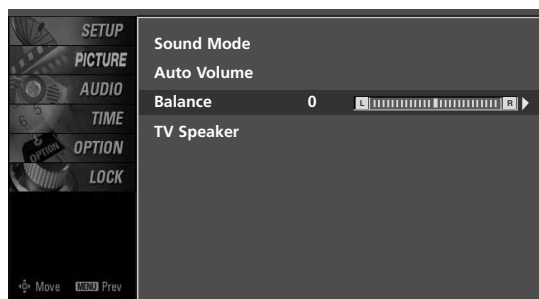 SETUP
PICTURE
AUDIO
TIME
OPTION
LOCK
Move MENU Prev
Sound Mode
Auto Volume
Balance 0 L R
TV Speaker